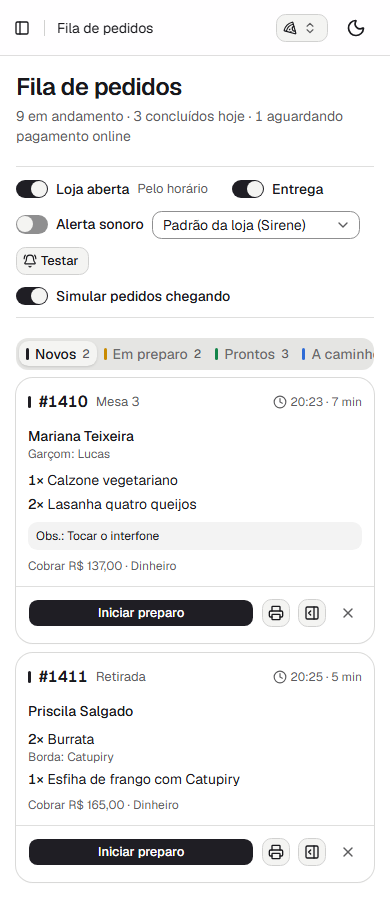 Fila de pedidos
Fila de pedidos
9 em andamento · 3 concluídos hoje · 1 aguardando
pagamento online
Loja aberta Pelo horário Entrega
Alerta sonoro Padrão da loja (Sirene)
Testar
Simular pedidos chegando
Novos 2 Em preparo 2 Prontos 3 A caminho
#1410 Mesa 3 20:23 · 7 min
Mariana Teixeira
Garçom: Lucas
1× Calzone vegetariano
2× Lasanha quatro queijos
Obs.: Tocar o interfone
Cobrar R$ 137,00 · Dinheiro
Iniciar preparo
#1411 Retirada 20:25 · 5 min
Priscila Salgado
2× Burrata
Borda: Catupiry
1× Esfiha de frango com Catupiry
Cobrar R$ 165,00 · Dinheiro
Iniciar preparo